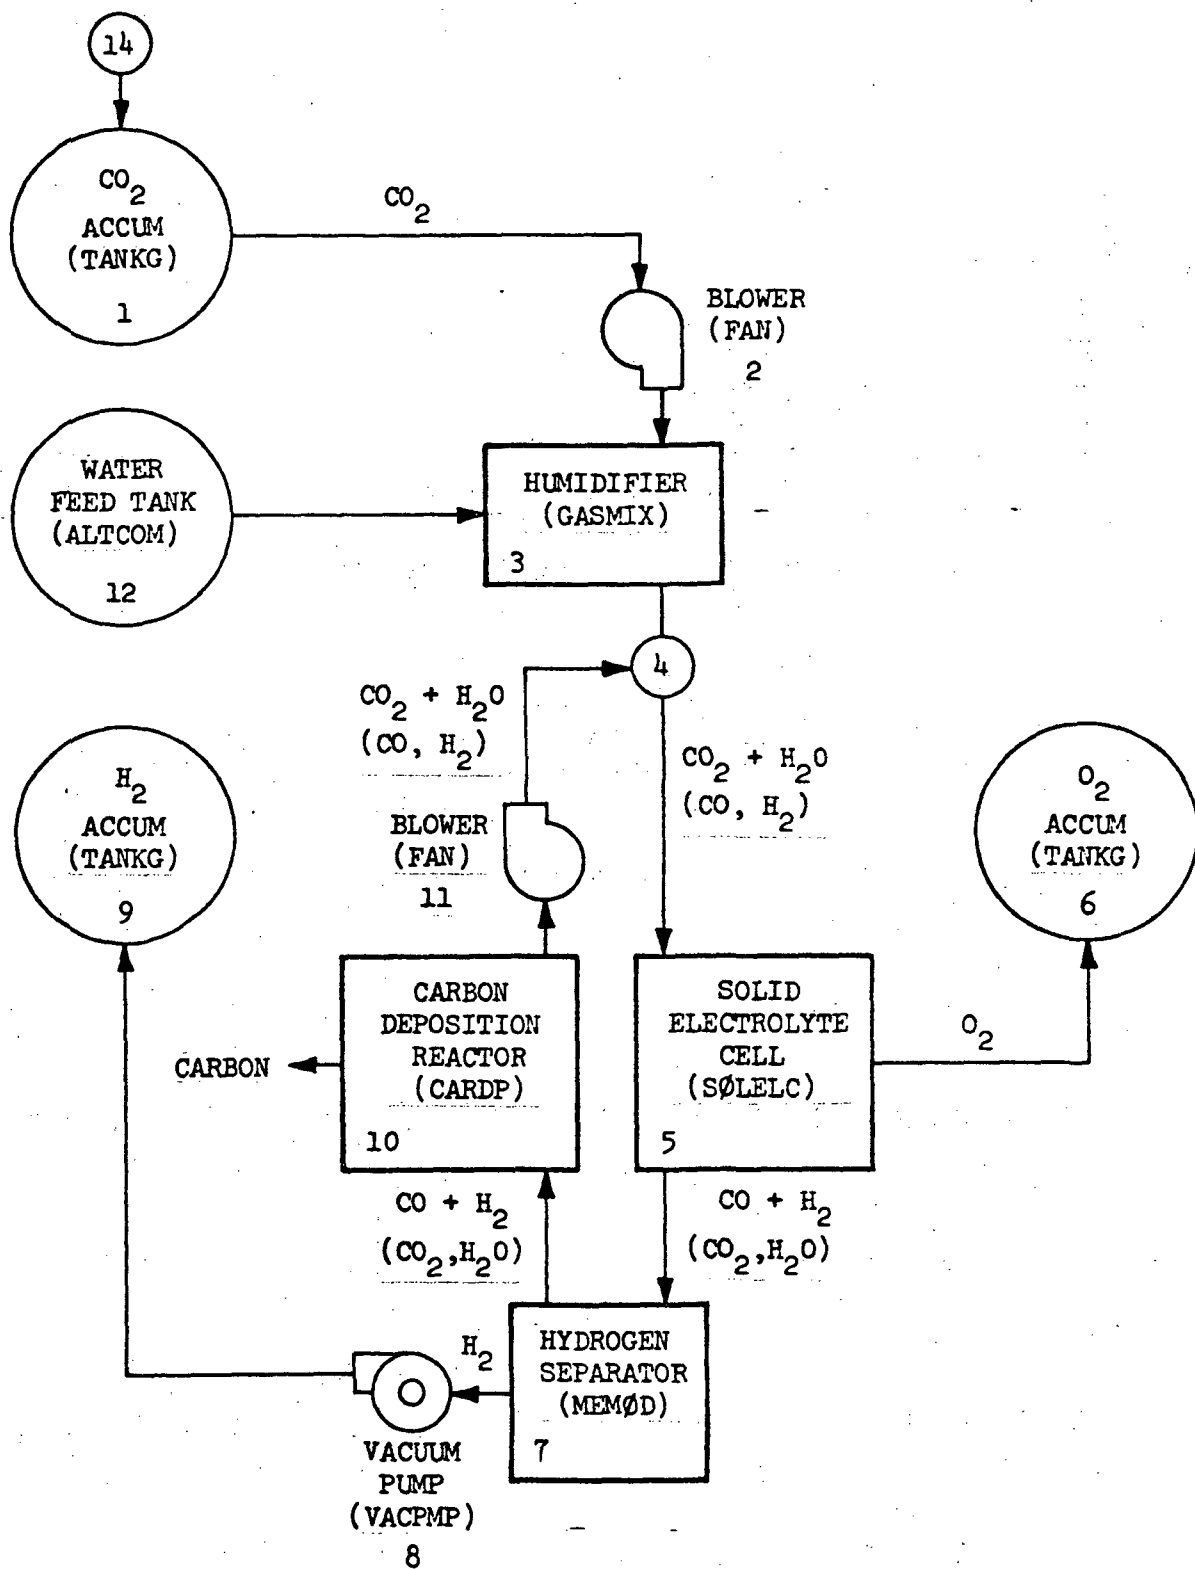 14
CO2
ACCUM
(TANKG)
1
CO2
BLOWER
(FAN)
2
WATER
FEED TANK
(ALTCOM)
12
HUMIDIFIER
(GASMIX)
3
4
CO2 + H2O
(CO, H2)
CO2 + H2O
(CO, H2)
H2
ACCUM
(TANKG)
9
BLOWER
(FAN)
11
O2
ACCUM
(TANKG)
6
CARBON
DEPOSITION
REACTOR
(CARDP)
10
CARBON
SOLID
ELECTROLYTE
CELL
(SØLELC)
5
O2
CO + H2
(CO2,H2O)
CO + H2
(CO2,H2O)
HYDROGEN
SEPARATOR
(MEMØD)
7
H2
VACUUM
PUMP
(VACPMP)
8